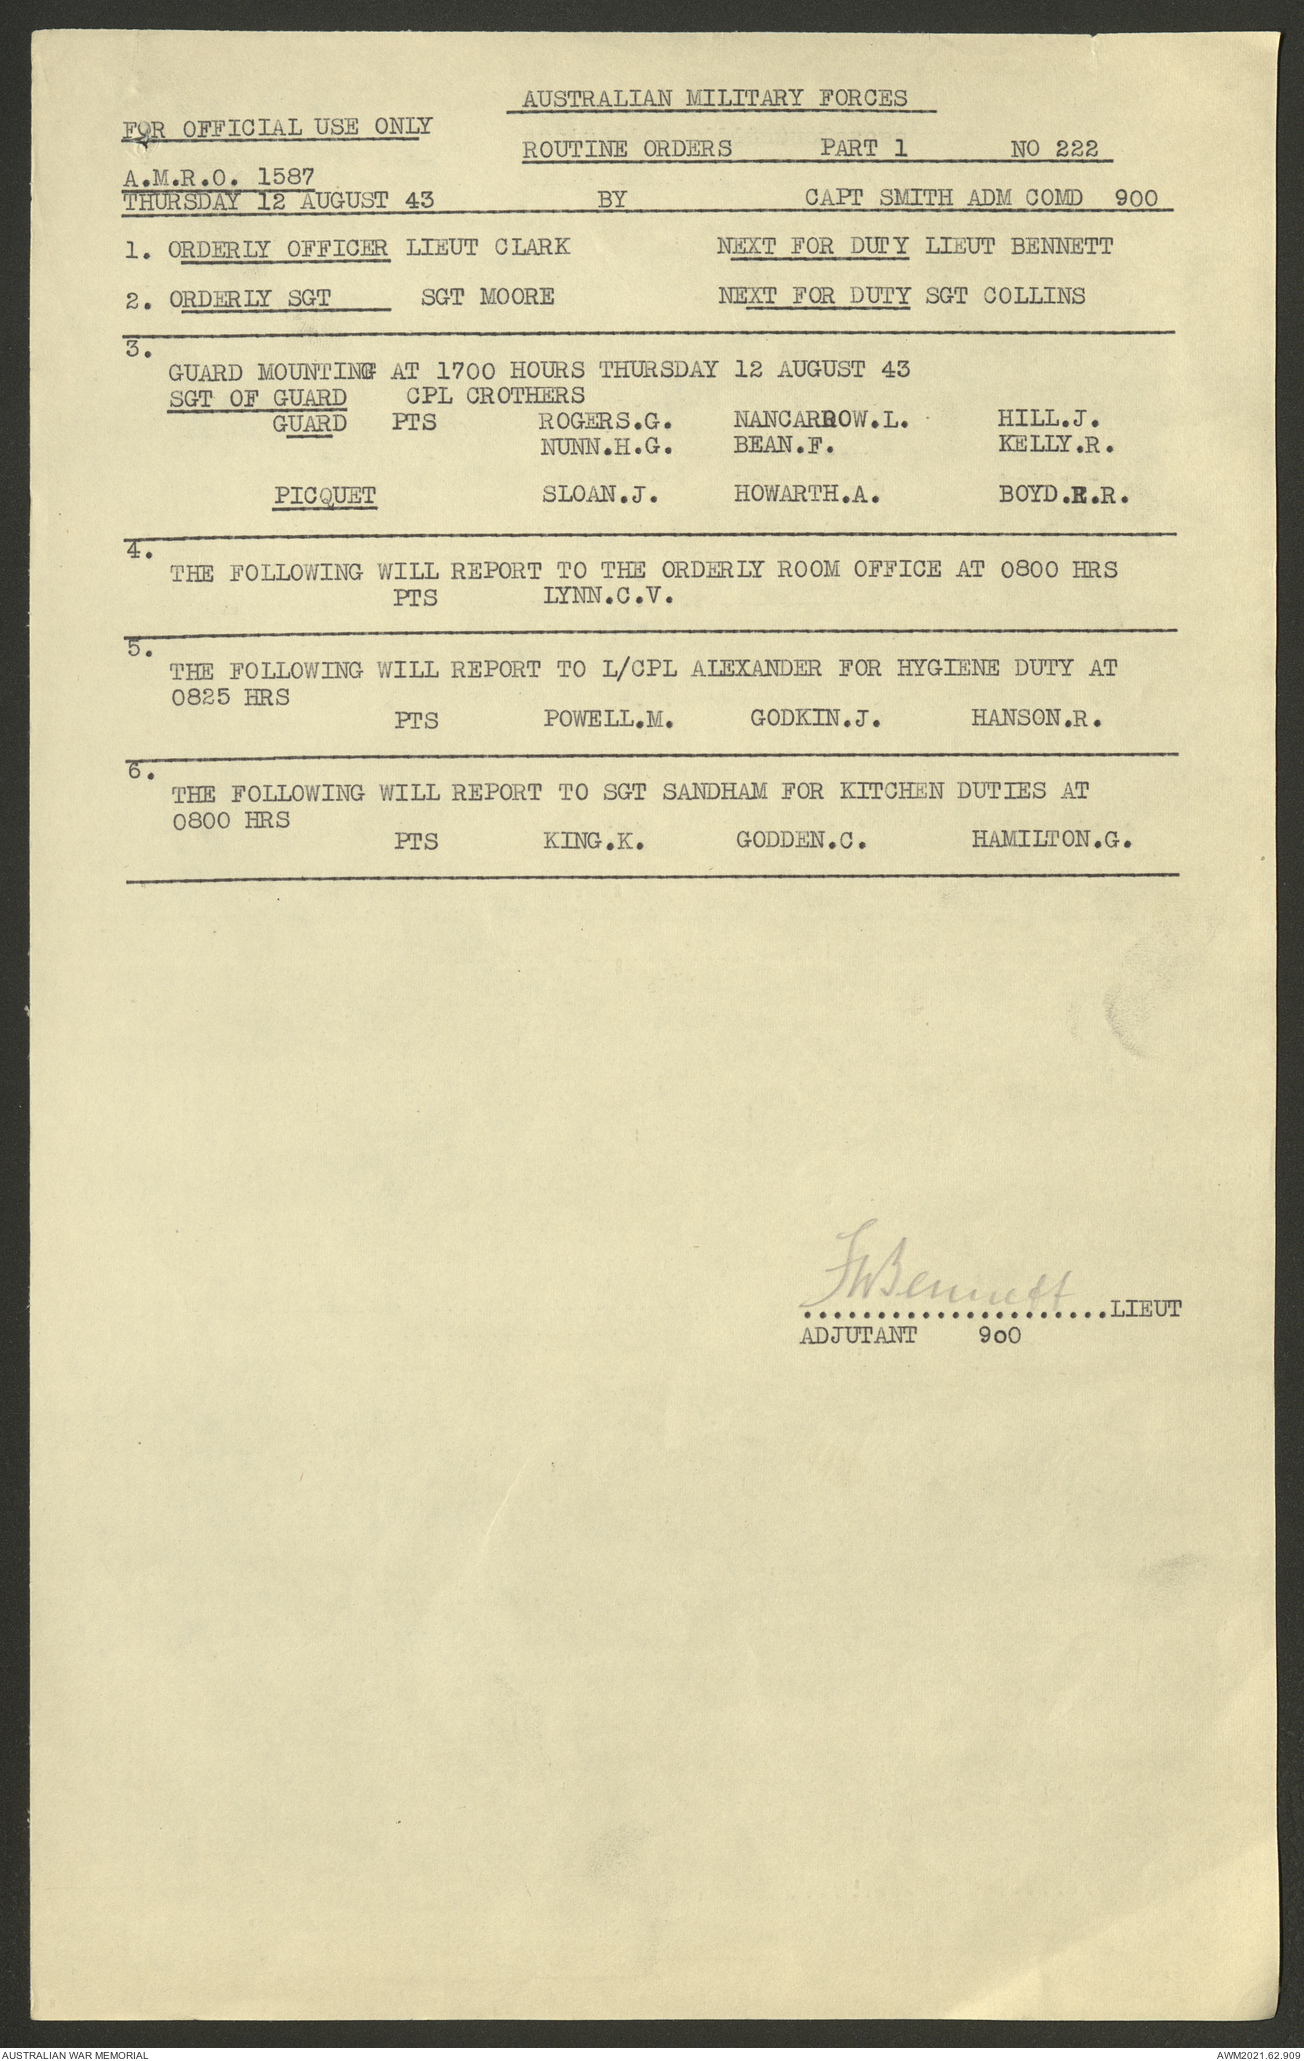 AUSTRALIAN MILITARY FORCES
FOR OFFICIAL USE ONLY
ROUTINE ORDERS PART 1 NO 222
A.M.R.O. 1587
THURSDAY 12 AUGUST 43 BY CAPT SMITH ADM COMD 900
1. ORDERLY OFFICER LIEUT CLARK NEXT FOR DUTY LIEUT BENNETT
2. ORDERLY SGT SGT MOORE NEXT FOR DUTY SGT COLLINS
3.
GUARD MOUNTING AT 1700 HOURS THURSDAY 12 AUGUST 43
SGT OF GUARD CPL CROTHERS
GUARD PTS ROGERS.G. NANCARROW.L. HILL.J.
NUNN.H.G. BEAN.F. KELLY.R.
PICQUET SLOAN.J. HOWARTH.A. BOYD.E.R.
4.
THE FOLLOWING WILL REPORT TO THE ORDERLY ROOM OFFICE AT 0800 HRS
PTS LYNN.C.V.
5.
THE FOLLOWING WILL REPORT TO L/CPL ALEXANDER FOR HYGIENE DUTY AT
0825 HRS
PTS POWELL.M. GODKIN.J. HANSON.R.
6.
THE FOLLOWING WILL REPORT TO SGT SANDHAM FOR KITCHEN DUTIES AT
0800 HRS
PTS KING.K. GODDEN.C. HAMILTON.G.
Bennett
.....................LIEUT
ADJUTANT 9oO
AUSTRALIAN WAR MEMORIAL AWM2021.62.909